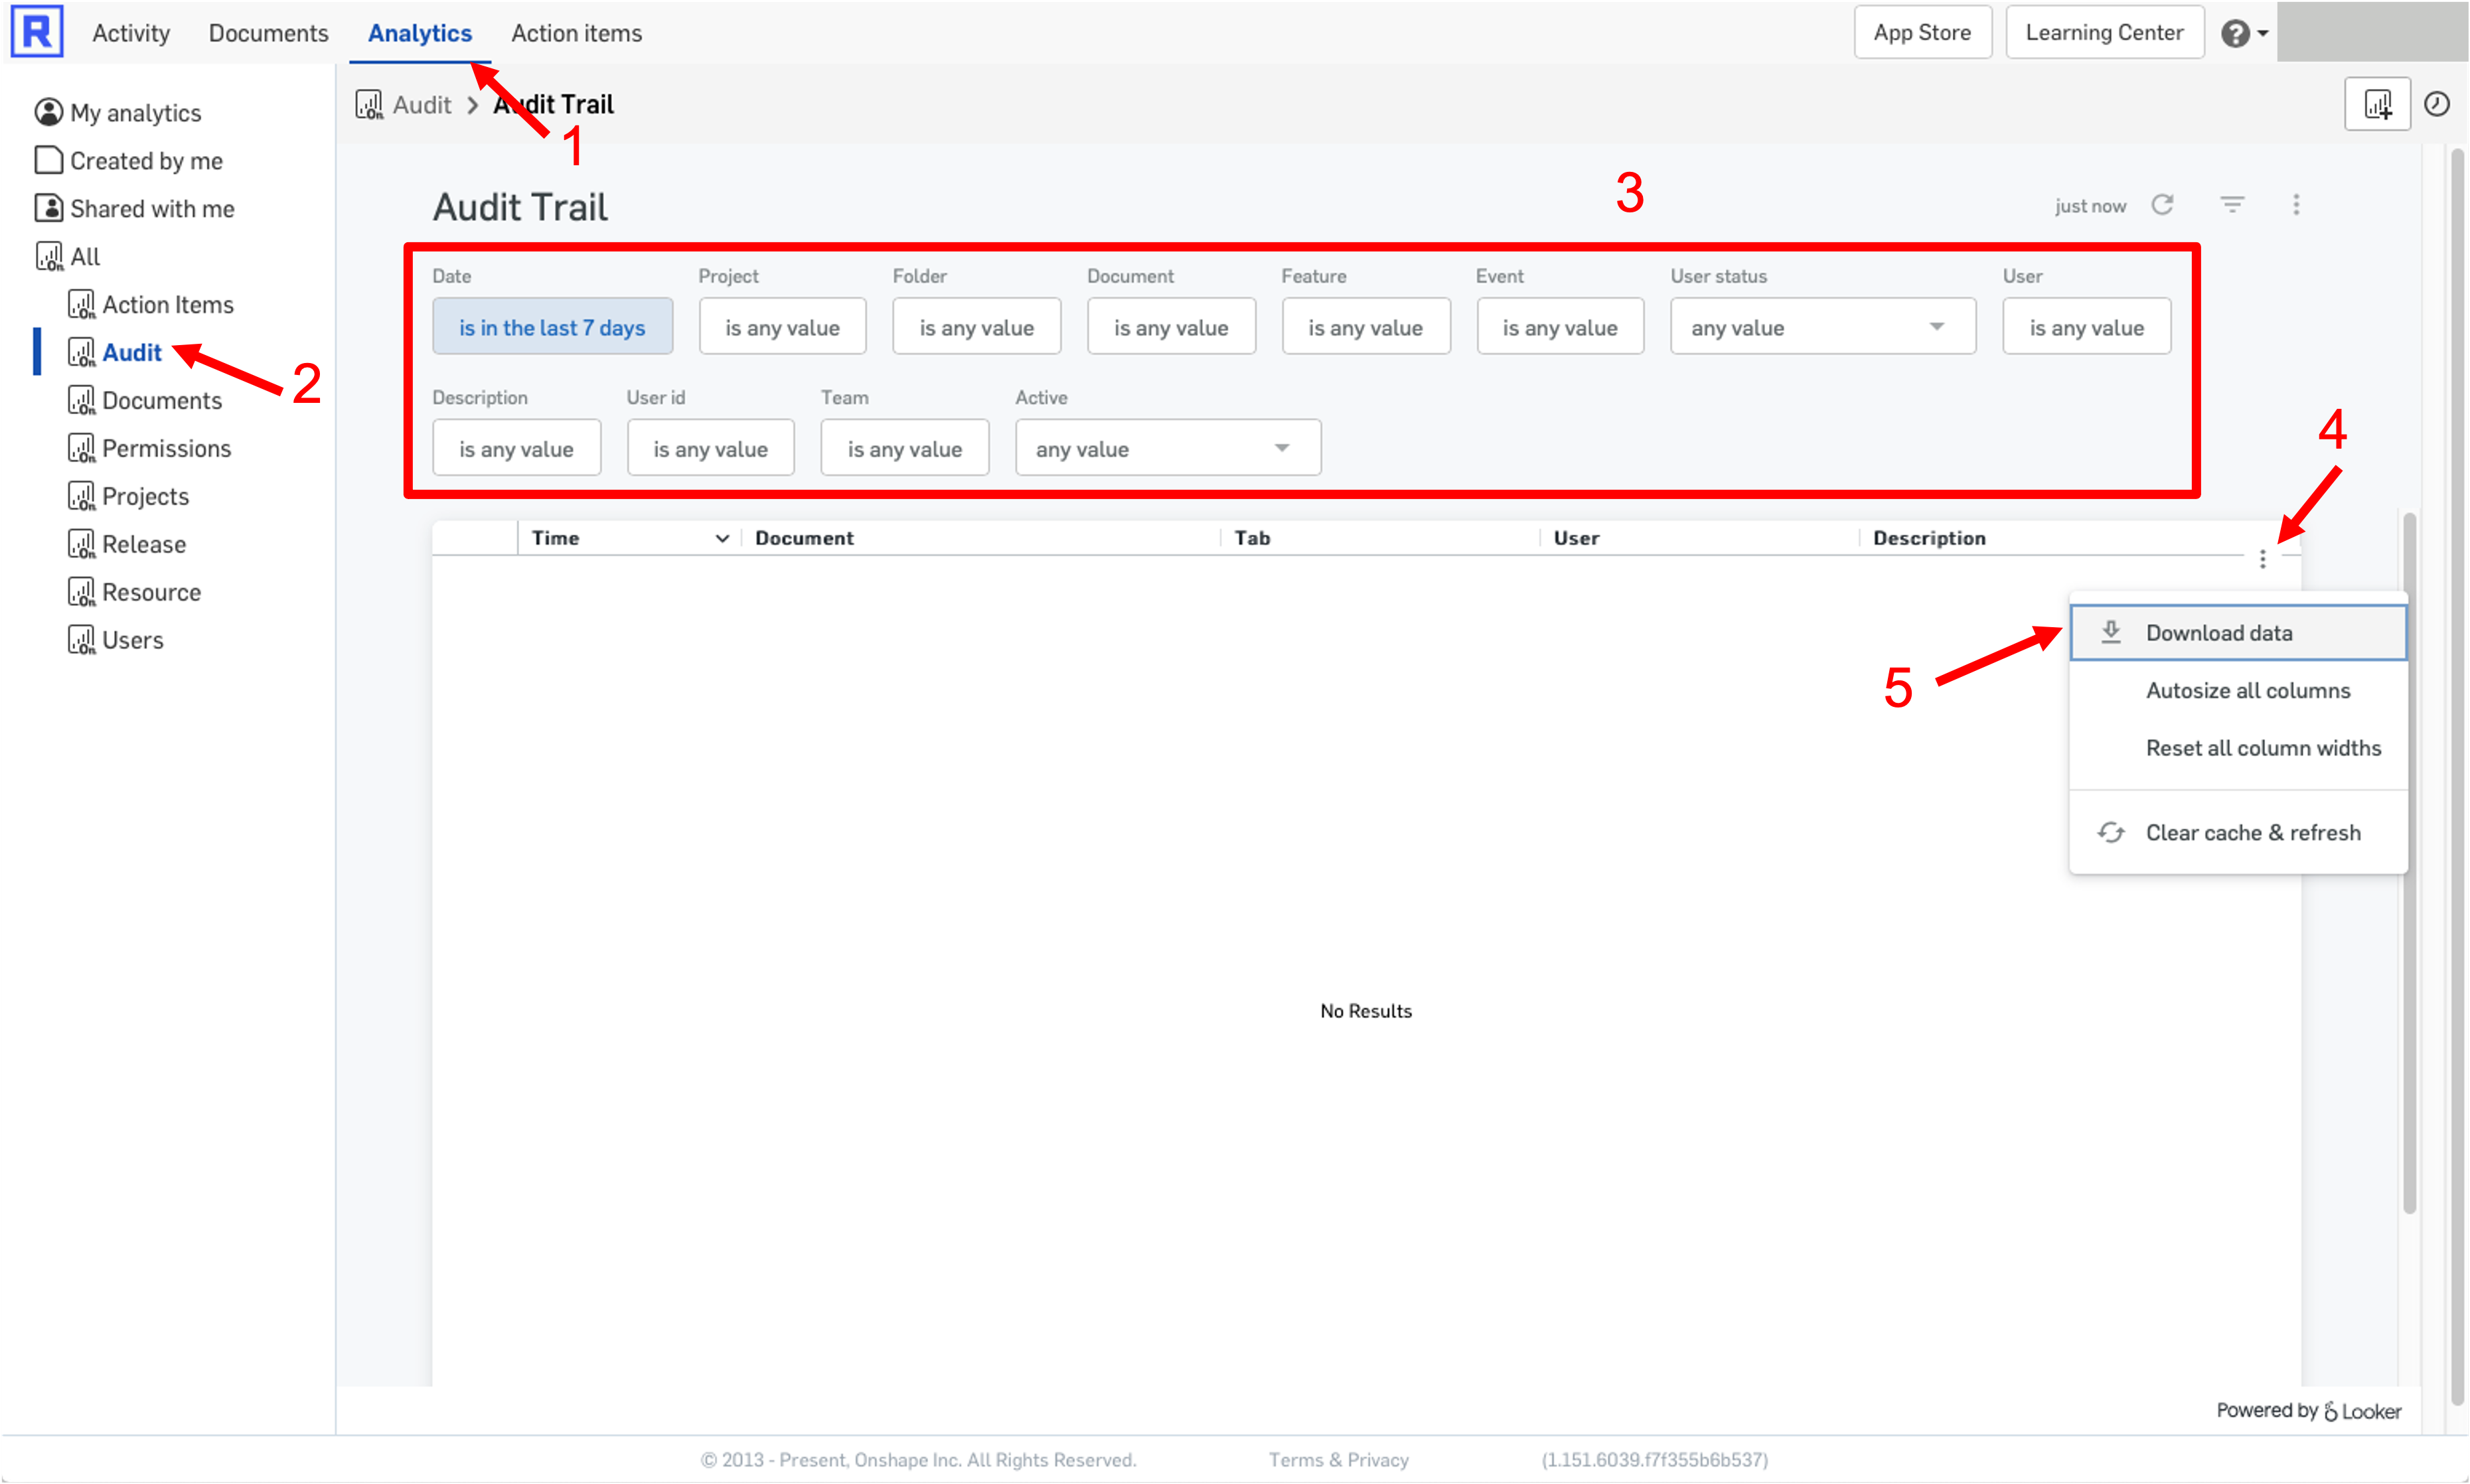 R Activity Documents Analytics Action items App Store Learning Center ?
My analytics
Created by me
Shared with me
All
Action Items
Audit
Documents
Permissions
Projects
Release
Resource
Users
Audit > Audit Trail
1
2
3
4
5
Audit Trail
just now
Date Project Folder Document Feature Event User status User
is in the last 7 days is any value is any value is any value is any value is any value any value is any value
Description User id Team Active
is any value is any value is any value any value
Time Document Tab User Description
Download data
Autosize all columns
Reset all column widths
Clear cache & refresh
No Results
Powered by Looker
© 2013 - Present, Onshape Inc. All Rights Reserved. Terms & Privacy (1.151.6039.f7f355b6b537)